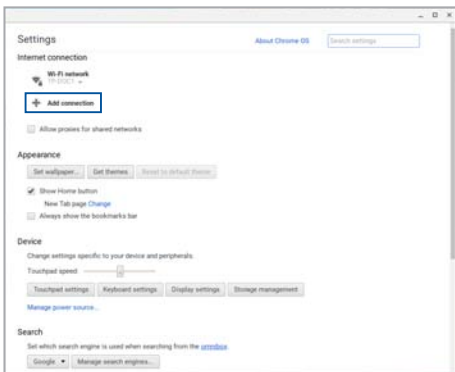 Settings
About Chrome OS
Search settings
Internet connection
Wi-Fi network
Add connection
Allow proxies for shared networks
Appearance
Set wallpaper...
Get themes
Reset to default theme
Show Home button
New Tab page Change
Always show the bookmarks bar
Device
Change settings specific to your device and peripherals.
Touchpad speed
Touchpad settings
Keyboard settings
Display settings
Storage management
Manage power source...
Search
Set which search engine is used when searching from the omnibox.
Google
Manage search engines...